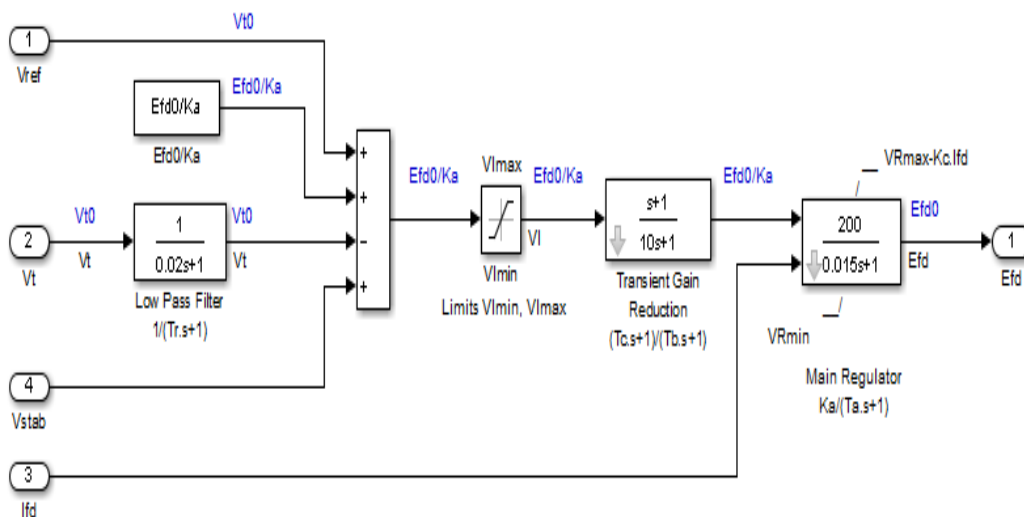 1
Vref
Vt0
Efd0/Ka
Efd0/Ka
Efd0/Ka
2
Vt
Vt0
Vt
1
0.02s+1
Vt0
Vt
Low Pass Filter
1/(Tr.s+1)
+
+
−
+
Efd0/Ka
VImax
VImin
Limits VImin, VImax
Efd0/Ka
VI
s+1
10s+1
Transient Gain
Reduction
(Tc.s+1)/(Tb.s+1)
Efd0/Ka
VRmax-Kc.Ifd
200
0.015s+1
VRmin
Main Regulator
Ka/(Ta.s+1)
Efd0
Efd
1
Efd
4
Vstab
3
Ifd